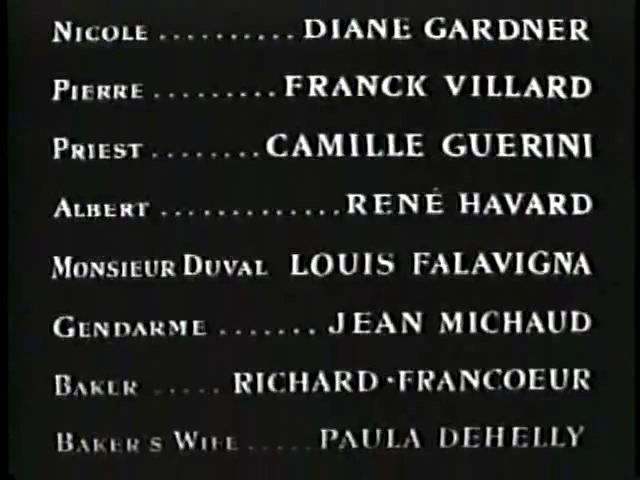 NICOLE .......... DIANE GARDNER
PIERRE ......... FRANCK VILLARD
PRIEST ........ CAMILLE GUERINI
ALBERT ............. RENÉ HAVARD
MONSIEUR DUVAL LOUIS FALAVIGNA
GENDARME ....... JEAN MICHAUD
BAKER ..... RICHARD·FRANCOEUR
BAKER'S WIFE ..... PAULA DEHELLY